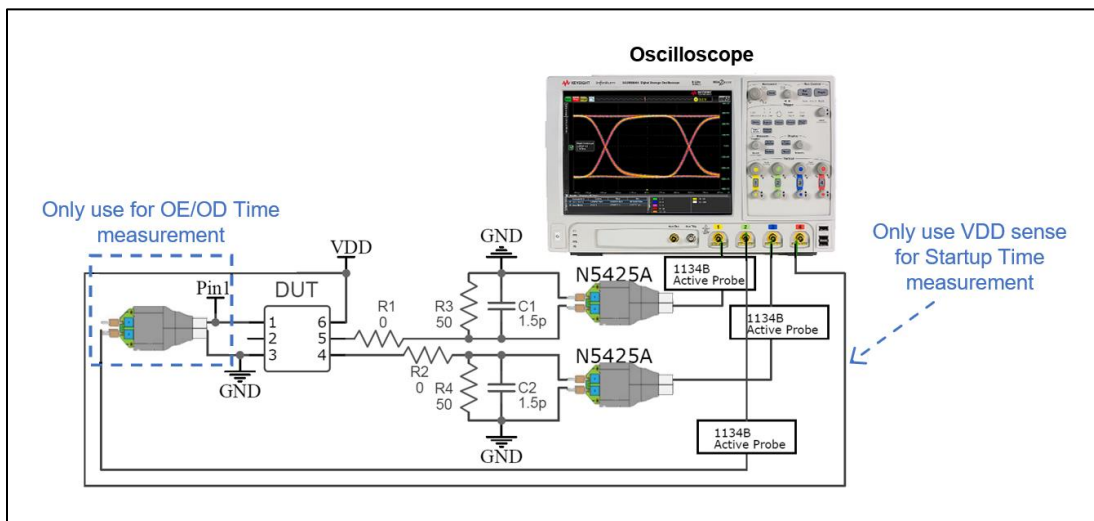 Oscilloscope
KEYSIGHT
Only use for OE/OD Time
measurement
VDD
GND
N5425A
1134B
Active Probe
Only use VDD sense
for Startup Time
measurement
Pin1
DUT
R1
0
R3
50
C1
1.5p
1134B
Active Probe
1
2
3
6
5
4
R2
0
N5425A
R4
50
C2
1.5p
GND
GND
1134B
Active Probe